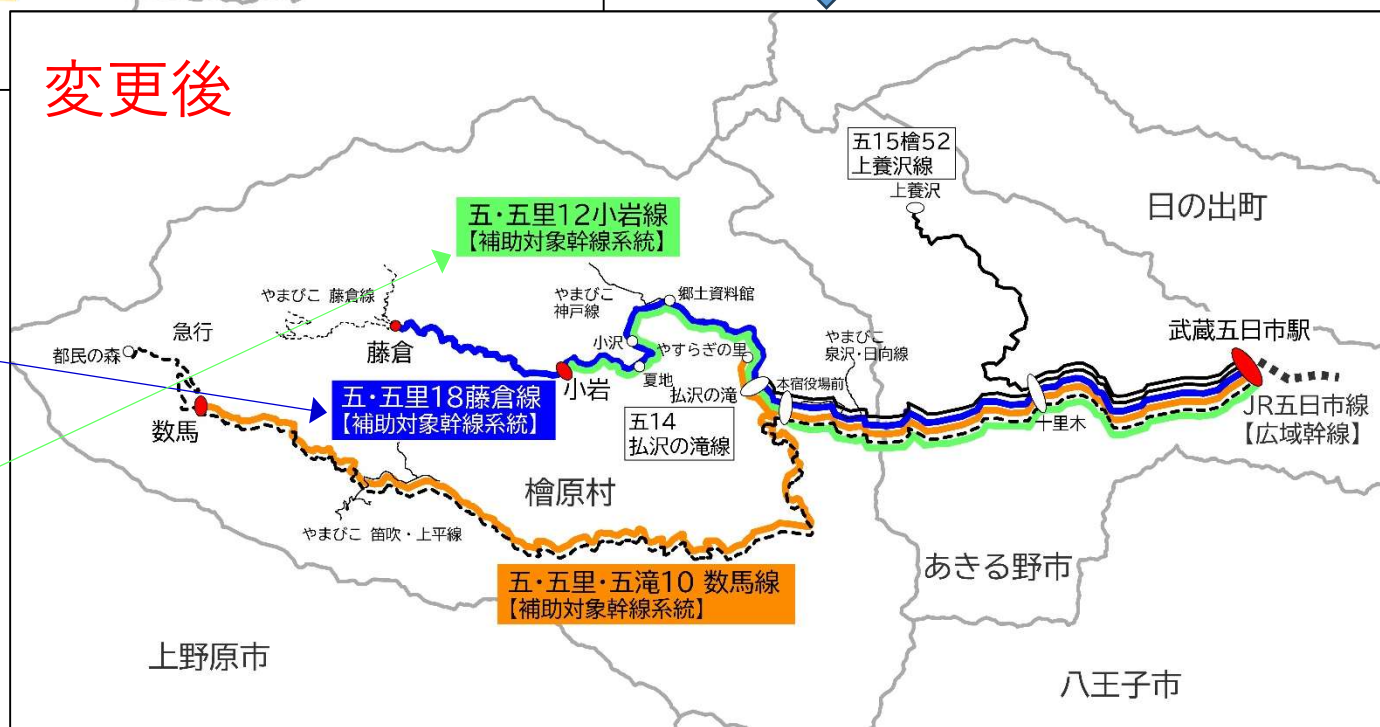 変更後
五15檜52
上養沢線
上養沢
日の出町
五・五里12小岩線
【補助対象幹線系統】
やまびこ 藤倉線
やまびこ
神戸線
郷土資料館
急行
都民の森
藤倉
小沢
やすらぎの里
やまびこ
泉沢・日向線
武蔵五日市駅
小岩
夏地
払沢の滝
本宿役場前
五・五里18藤倉線
【補助対象幹線系統】
数馬
五14
払沢の滝線
十里木
JR五日市線
【広域幹線】
檜原村
やまびこ 笛吹・上平線
五・五里・五滝10 数馬線
【補助対象幹線系統】
あきる野市
上野原市
八王子市